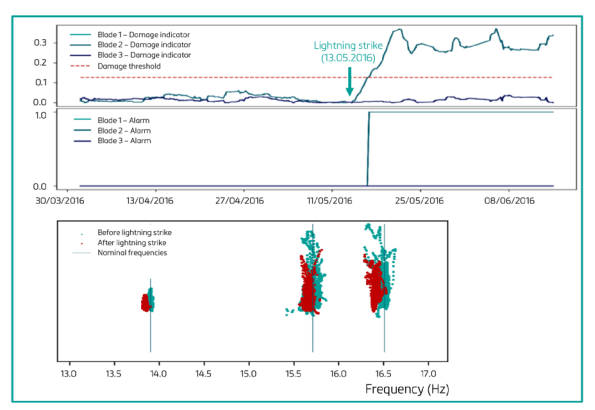 Blade 1 – Damage indicator
Blade 2 – Damage indicator
Blade 3 – Damage indicator
Damage threshold
Lightning strike
(13.05.2016)
0.3
0.2
0.1
0.0
Blade 1 – Alarm
Blade 2 – Alarm
Blade 3 – Alarm
1.0
0.0
30/03/2016 13/04/2016 27/04/2016 11/05/2016 25/05/2016 08/06/2016
Before lightning strike
After lightning strike
Nominal frequencies
13.0 13.5 14.0 14.5 15.0 15.5 16.0 16.5 17.0
Frequency (Hz)